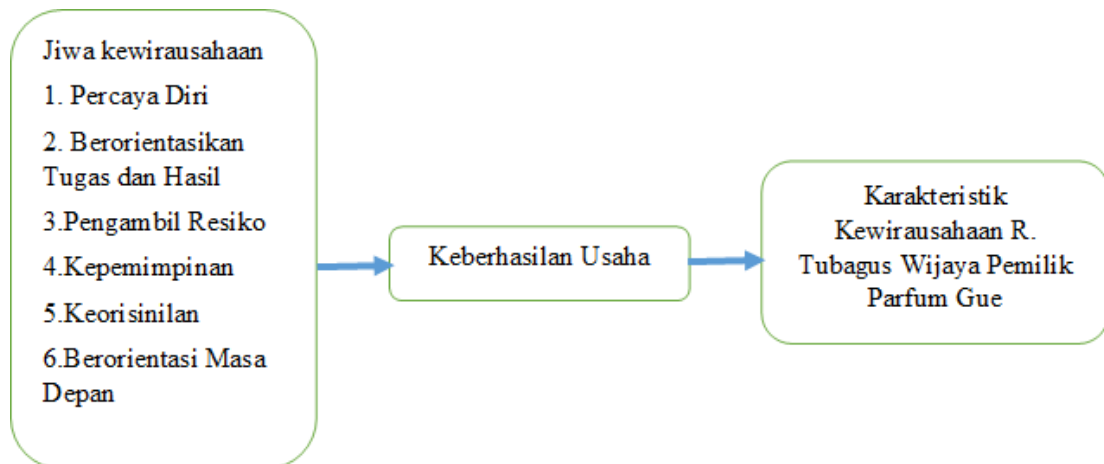 Jiwa kewirausahaan
1. Percaya Diri
2. Berorientasikan
Tugas dan Hasil
3.Pengambil Resiko
4.Kepemimpinan
5.Keorisinilan
6.Berorientasi Masa
Depan
Keberhasilan Usaha
Karakteristik
Kewirausahaan R.
Tubagus Wijaya Pemilik
Parfum Gue